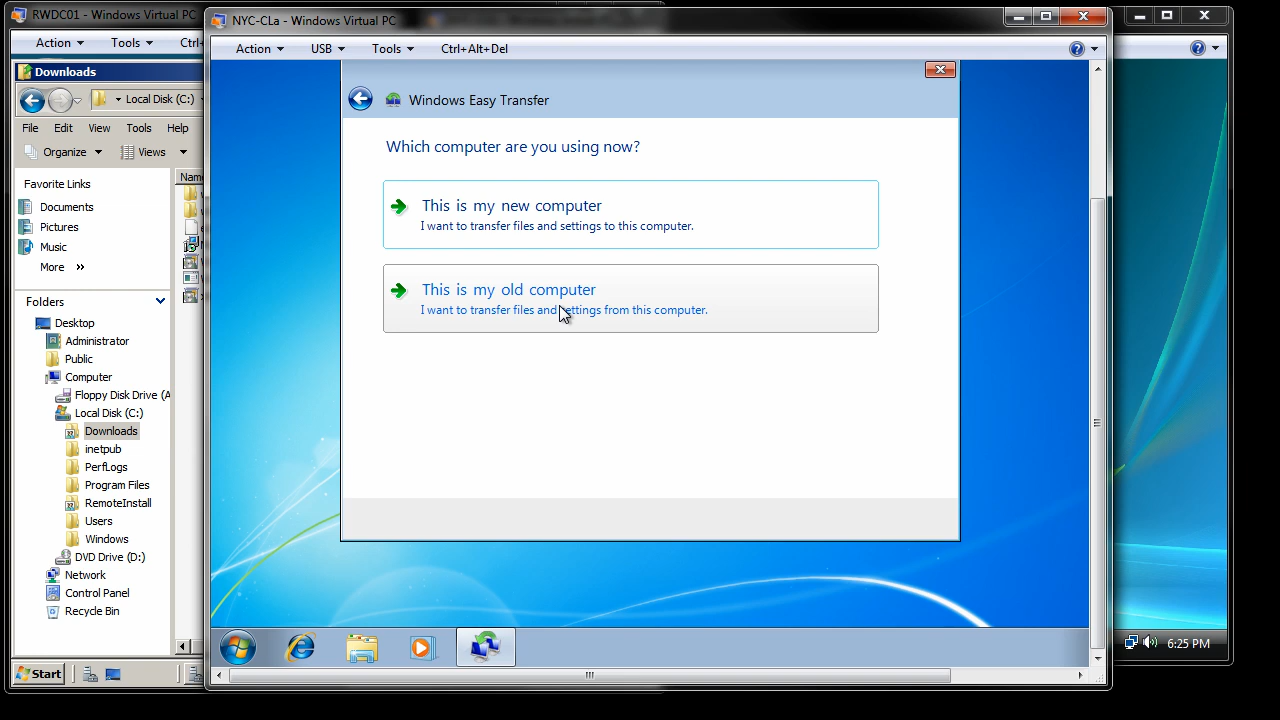 RWDC01 - Windows Virtual PC
Action Tools Ctrl+
Downloads
Local Disk (C:)
File Edit View Tools Help
Organize Views
Favorite Links
Documents
Pictures
Music
More »
Folders
Name
Desktop
Administrator
Public
Computer
Floppy Disk Drive (A
Local Disk (C:)
Downloads
inetpub
PerfLogs
Program Files
RemoteInstall
Users
Windows
DVD Drive (D:)
Network
Control Panel
Recycle Bin
Start
NYC-CLa - Windows Virtual PC
Action USB Tools Ctrl+Alt+Del
Windows Easy Transfer
Which computer are you using now?
This is my new computer
I want to transfer files and settings to this computer.
This is my old computer
I want to transfer files and settings from this computer.
6:25 PM